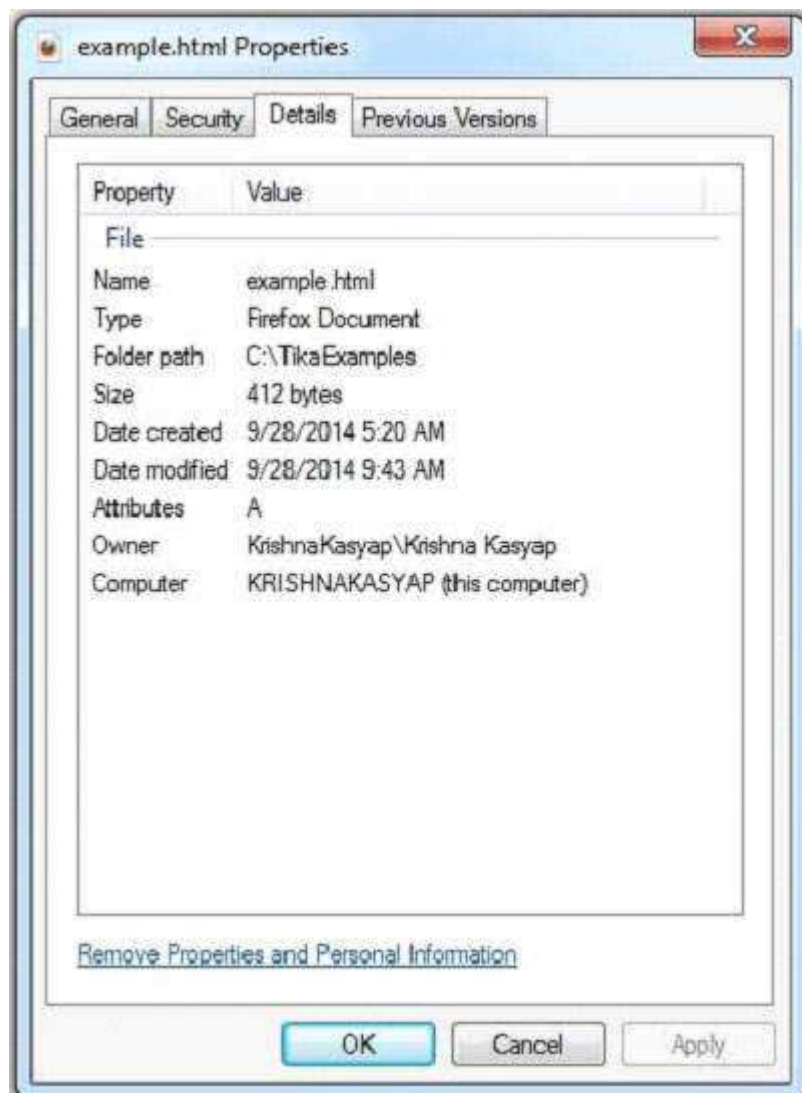 example.html Properties
General Security Details Previous Versions
Property Value
File
Name example.html
Type Firefox Document
Folder path C:\TikaExamples
Size 412 bytes
Date created 9/28/2014 5:20 AM
Date modified 9/28/2014 9:43 AM
Attributes A
Owner KrishnaKasyap\Krishna Kasyap
Computer KRISHNAKASYAP (this computer)
Remove Properties and Personal Information
OK Cancel Apply